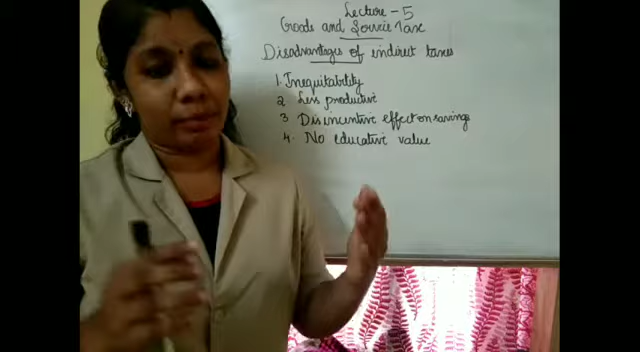 Lecture - 5
Goods and Service Tax
Disadvantages of indirect taxes
1. Inequitability
2 Less productive
3 Disincentive effect on savings
4. No educative value